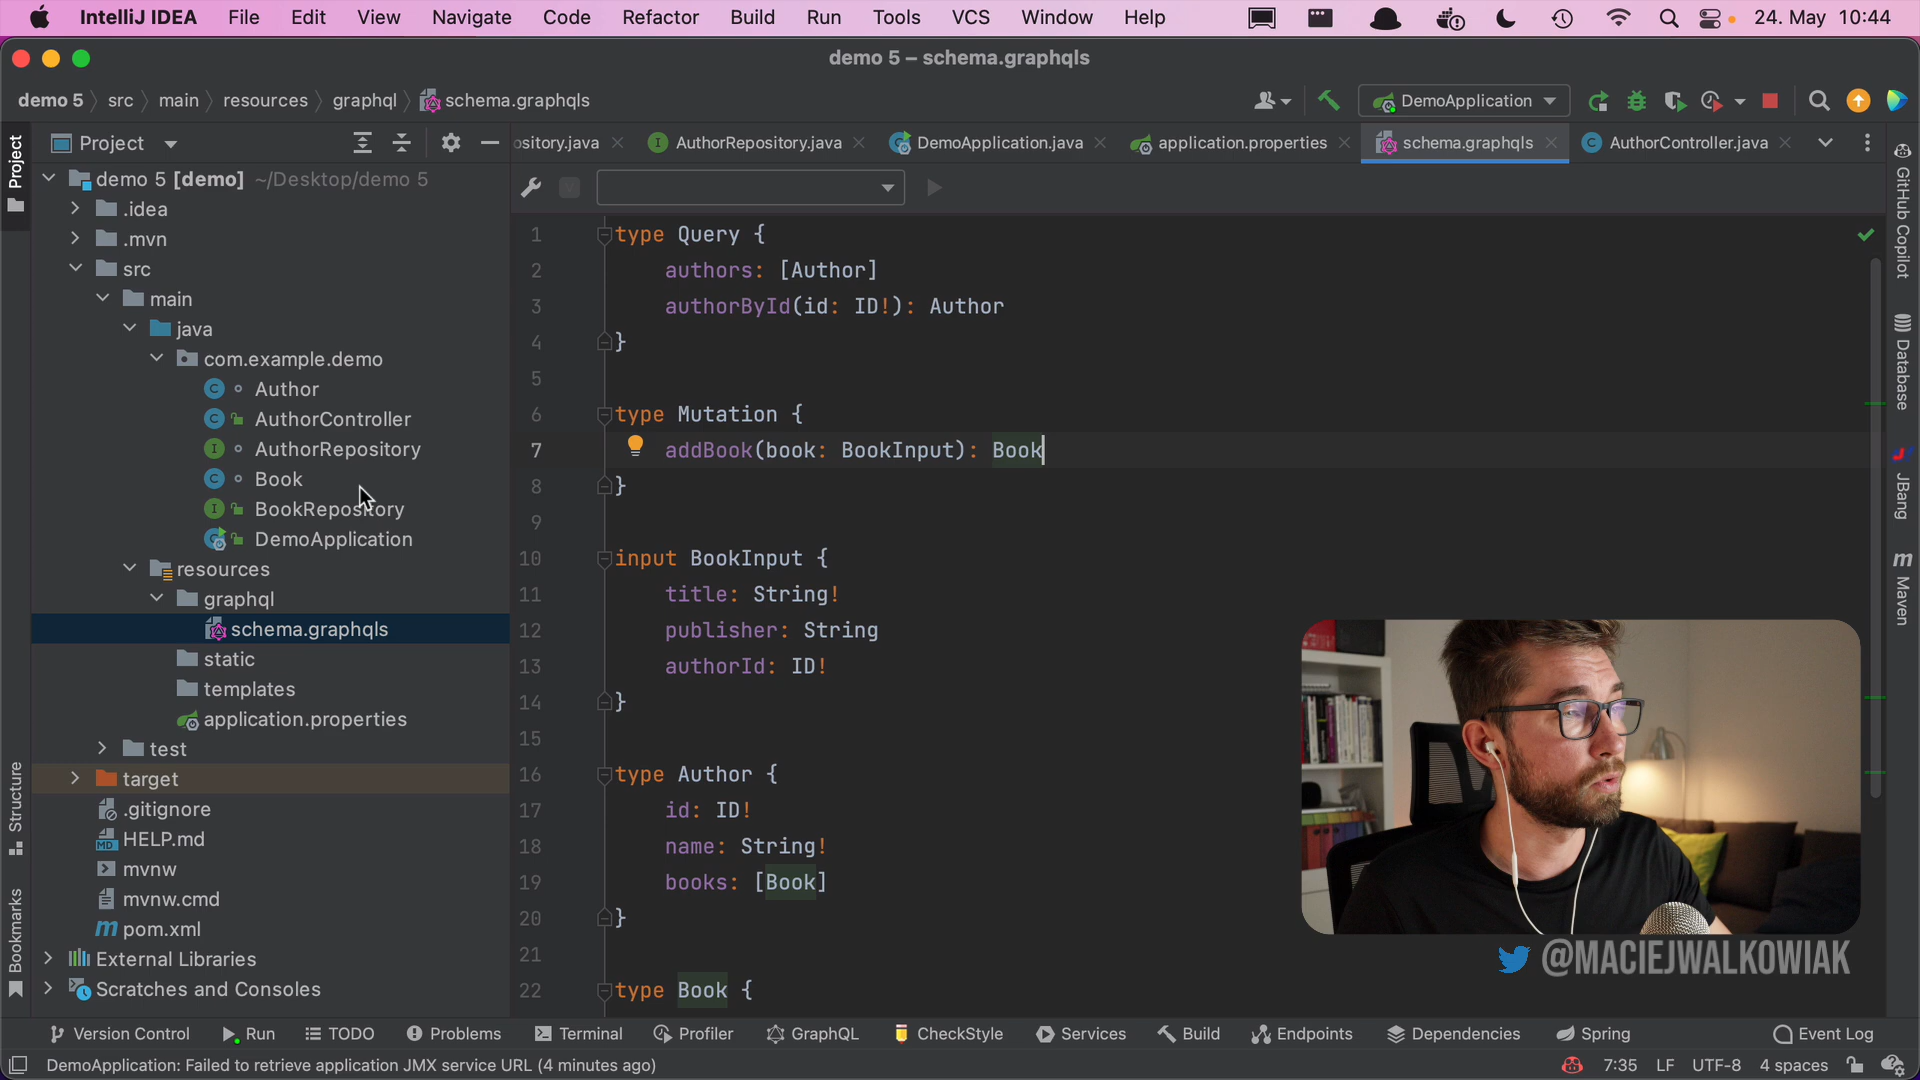 IntelliJ IDEA File Edit View Navigate Code Refactor Build Run Tools VCS Window Help 24. May 10:44
demo 5 – schema.graphqls
demo 5 src main resources graphql schema.graphqls DemoApplication
Project ository.java AuthorRepository.java DemoApplication.java application.properties schema.graphqls AuthorController.java
Project
demo 5 [demo] ~/Desktop/demo 5
.idea
.mvn
src
main
java
com.example.demo
Author
AuthorController
AuthorRepository
Book
BookRepository
DemoApplication
resources
graphql
schema.graphqls
static
templates
application.properties
test
target
.gitignore
HELP.md
mvnw
mvnw.cmd
pom.xml
External Libraries
Scratches and Consoles
Structure
Bookmarks
1 type Query {
2 authors: [Author]
3 authorById(id: ID!): Author
4 }
5
6 type Mutation {
7 addBook(book: BookInput): Book
8 }
9
10 input BookInput {
11 title: String!
12 publisher: String
13 authorId: ID!
14 }
15
16 type Author {
17 id: ID!
18 name: String!
19 books: [Book]
20 }
21
22 type Book {
GitHub Copilot
Database
JBang
Maven
@MACIEJWALKOWIAK
Version Control Run TODO Problems Terminal Profiler GraphQL CheckStyle Services Build Endpoints Dependencies Spring Event Log
DemoApplication: Failed to retrieve application JMX service URL (4 minutes ago) 7:35 LF UTF-8 4 spaces